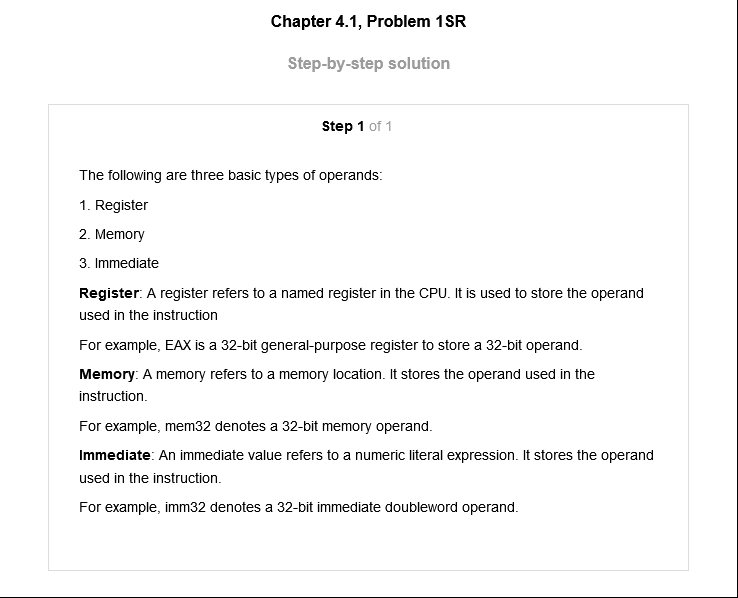 Chapter 4.1, Problem 1SR
Step-by-step solution
Step 1 of 1
The following are three basic types of operands:
1. Register
2. Memory
3. Immediate
Register: A register refers to a named register in the CPU. It is used to store the operand
used in the instruction
For example, EAX is a 32-bit general-purpose register to store a 32-bit operand.
Memory: A memory refers to a memory location. It stores the operand used in the
instruction.
For example, mem32 denotes a 32-bit memory operand.
Immediate: An immediate value refers to a numeric literal expression. It stores the operand
used in the instruction.
For example, imm32 denotes a 32-bit immediate doubleword operand.